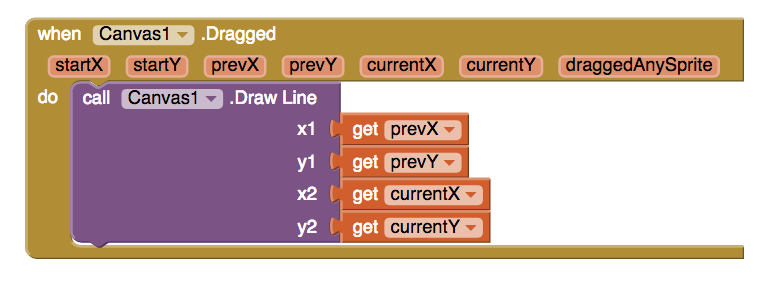 when Canvas1 .Dragged
startX startY prevX prevY currentX currentY draggedAnySprite
do call Canvas1 .Draw Line
x1 get prevX
y1 get prevY
x2 get currentX
y2 get currentY